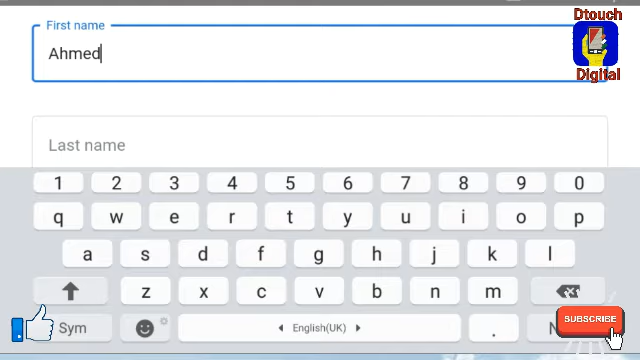 Dtouch
First name
Ahmed
Digital
Last name
1 2 3 4 5 6 7 8 9 0
q w e r t y u i o p
a s d f g h j k l
z x c v b n m
Sym English(UK) . N
SUBSCRIBE